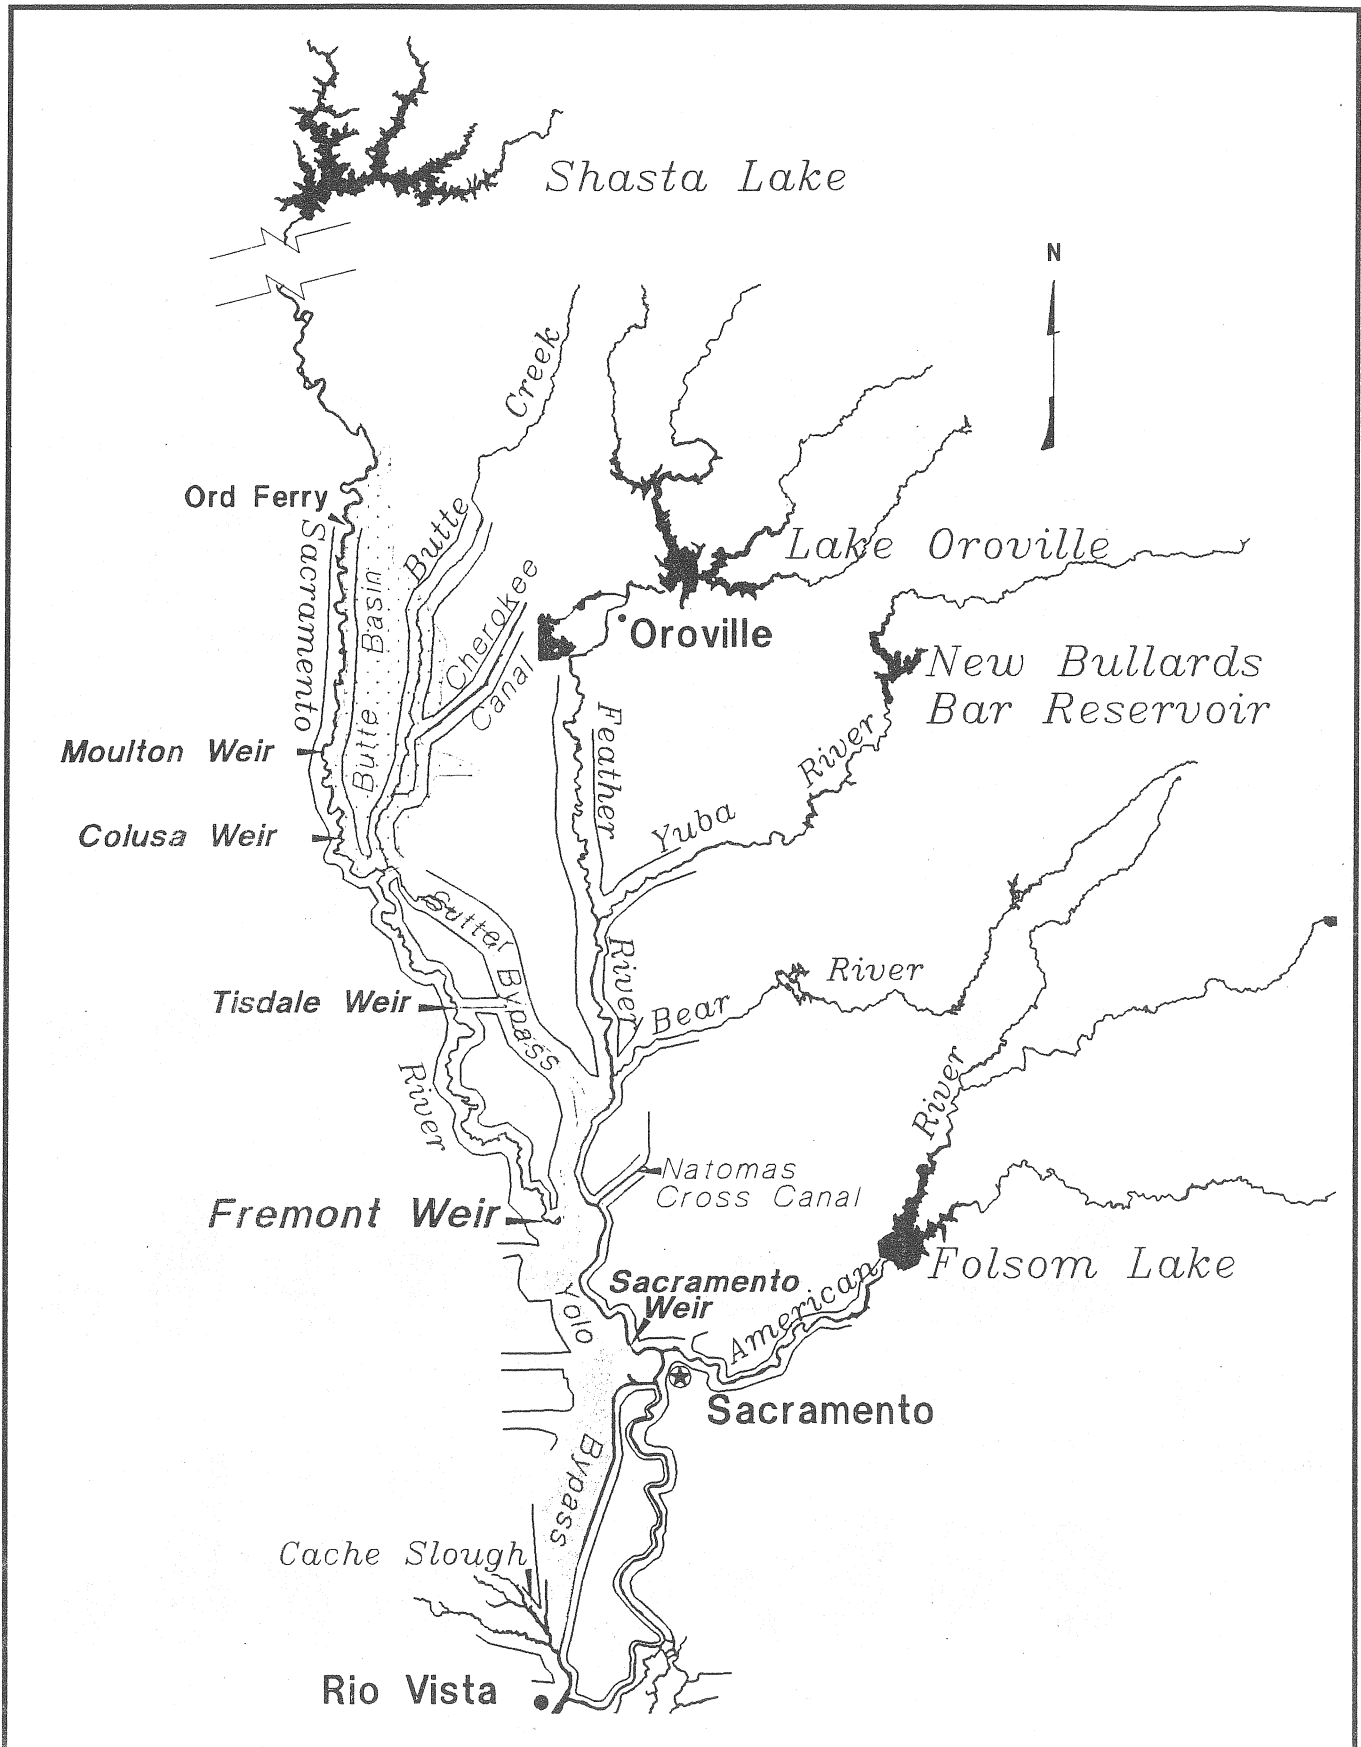 Shasta Lake
N
Creek
Ord Ferry
Butte
Lake Oroville
Sacramento
Butte Basin
Cherokee
Canal
Oroville
New Bullards
Bar Reservoir
Feather
River
Moulton Weir
Yuba
Colusa Weir
Sutter Bypass
River
Bear
River
Tisdale Weir
River
River
Natomas
Cross Canal
Fremont Weir
Folsom Lake
Sacramento
Weir
American
Yolo
Sacramento
Bypass
Cache Slough
Rio Vista